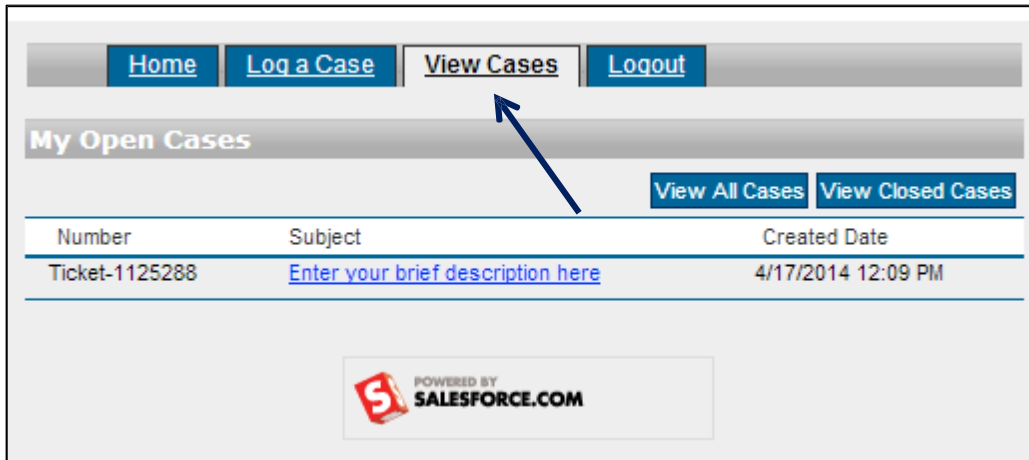 Home Log a Case View Cases Logout
My Open Cases
View All Cases View Closed Cases
Number Subject Created Date
Ticket-1125288 Enter your brief description here 4/17/2014 12:09 PM
POWERED BY
SALESFORCE.COM